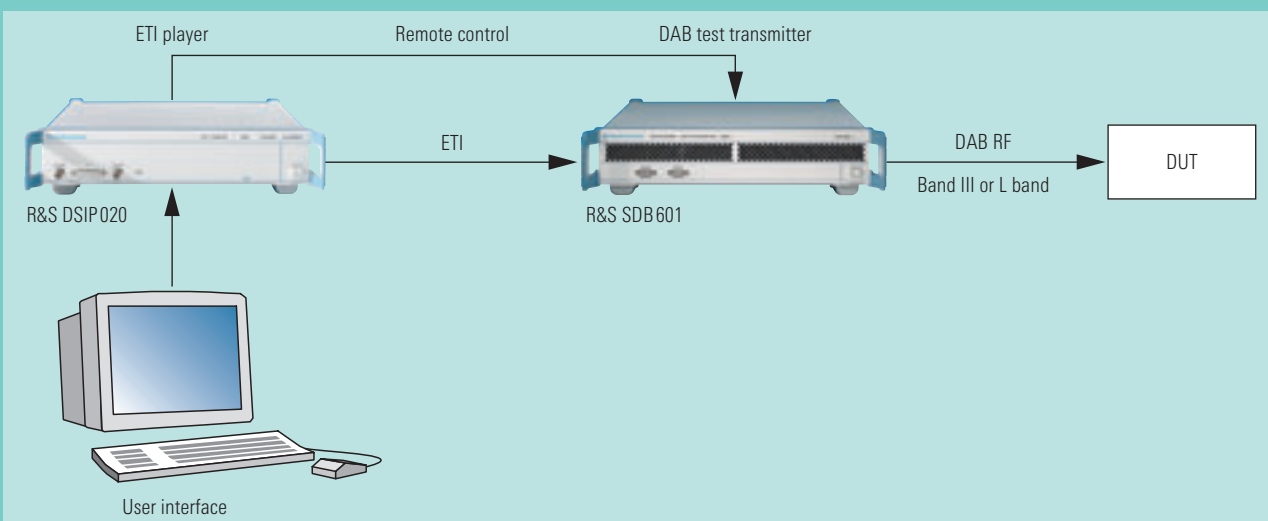 ETI player
Remote control
DAB test transmitter
ETI
DAB RF
Band III or L band
DUT
R&S DSIP020
R&S SDB601
User interface